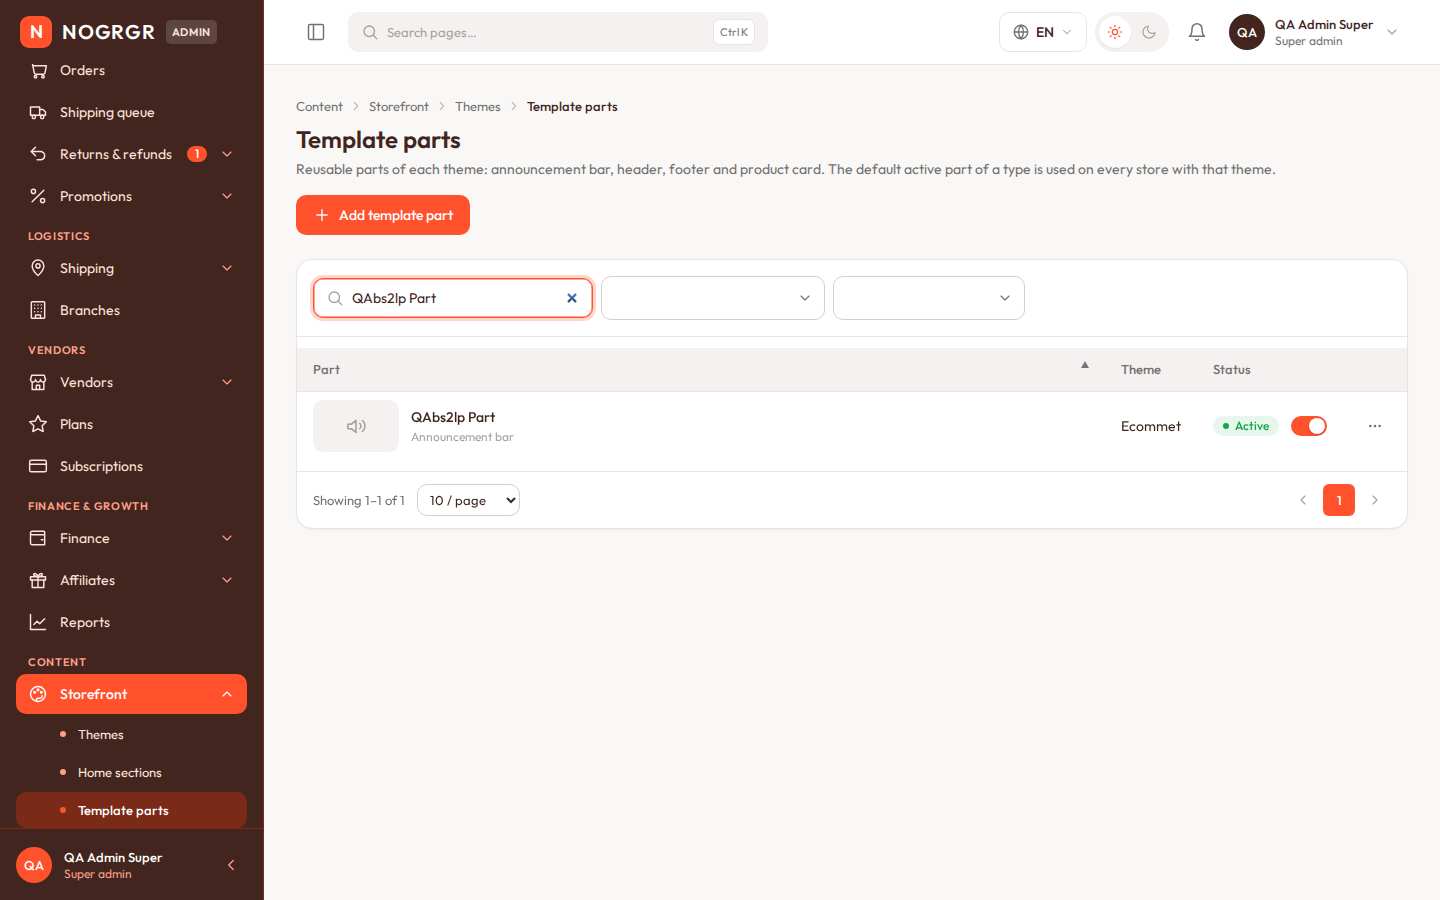 N NOGRGR ADMIN
Orders
Shipping queue
Returns & refunds 1
Promotions
LOGISTICS
Shipping
Branches
VENDORS
Vendors
Plans
Subscriptions
FINANCE & GROWTH
Finance
Affiliates
Reports
CONTENT
Storefront
Themes
Home sections
Template parts
QA QA Admin Super
Super admin
Search pages... Ctrl K
EN
QA QA Admin Super
Super admin
Content > Storefront > Themes > Template parts
Template parts
Reusable parts of each theme: announcement bar, header, footer and product card. The default active part of a type is used on every store with that theme.
+ Add template part
QAbs2lp Part
Part ▲ Theme Status
QAbs2lp Part
Announcement bar
Ecommet Active ...
Showing 1–1 of 1 10 / page
< 1 >